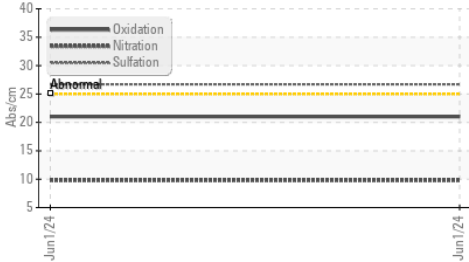 40
35
30
25
20
15
10
5
Abs/cm
Oxidation
Nitration
Sulfation
Abnormal
Jun1/24
Jun1/24